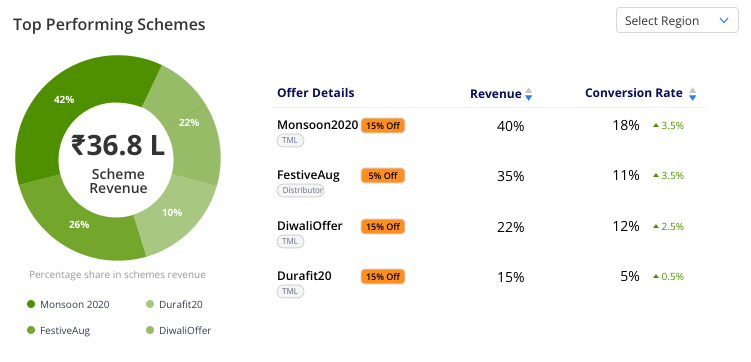 Top Performing Schemes
Select Region
42%
22%
10%
26%
₹36.8 L
Scheme
Revenue
Percentage share in schemes revenue
Monsoon 2020
Durafit20
FestiveAug
DiwaliOffer
Offer Details Revenue Conversion Rate
Monsoon2020 15% Off 40% 18% 3.5%
TML
FestiveAug 5% Off 35% 11% 3.5%
Distributor
DiwaliOffer 15% Off 22% 12% 2.5%
TML
Durafit20 15% Off 15% 5% 0.5%
TML